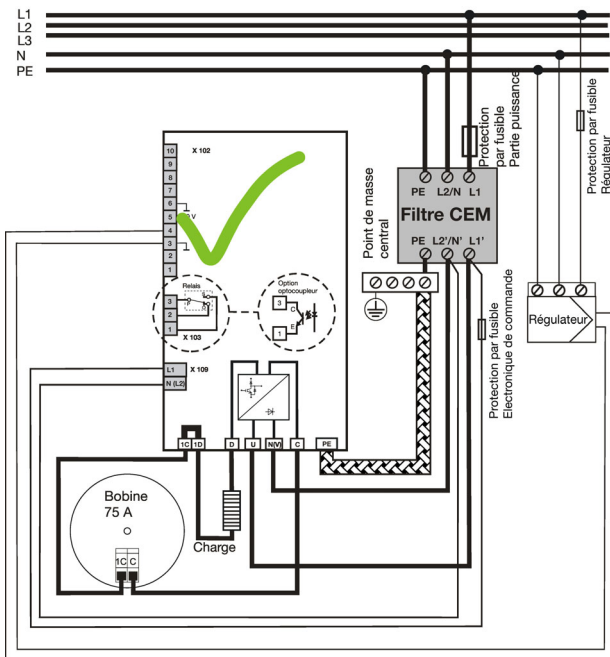 L1
L2
L3
N
PE
Protection
par fusible
Partie puissance
Protection par fusible
Régulateur
10
9
8
7
6
5
4
3
2
1
X 102
V
PE L2/N L1
Filtre CEM
PE L2'/N' L1'
Point de masse
central
Relais
3
2
1
X 103
Option
optocoupleur
3
C
E
1
Régulateur
Protection par fusible
Electronique de commande
L1
N (L2)
X 109
1C 1D D U N(V) C PE
Bobine
75 A
1C C
Charge